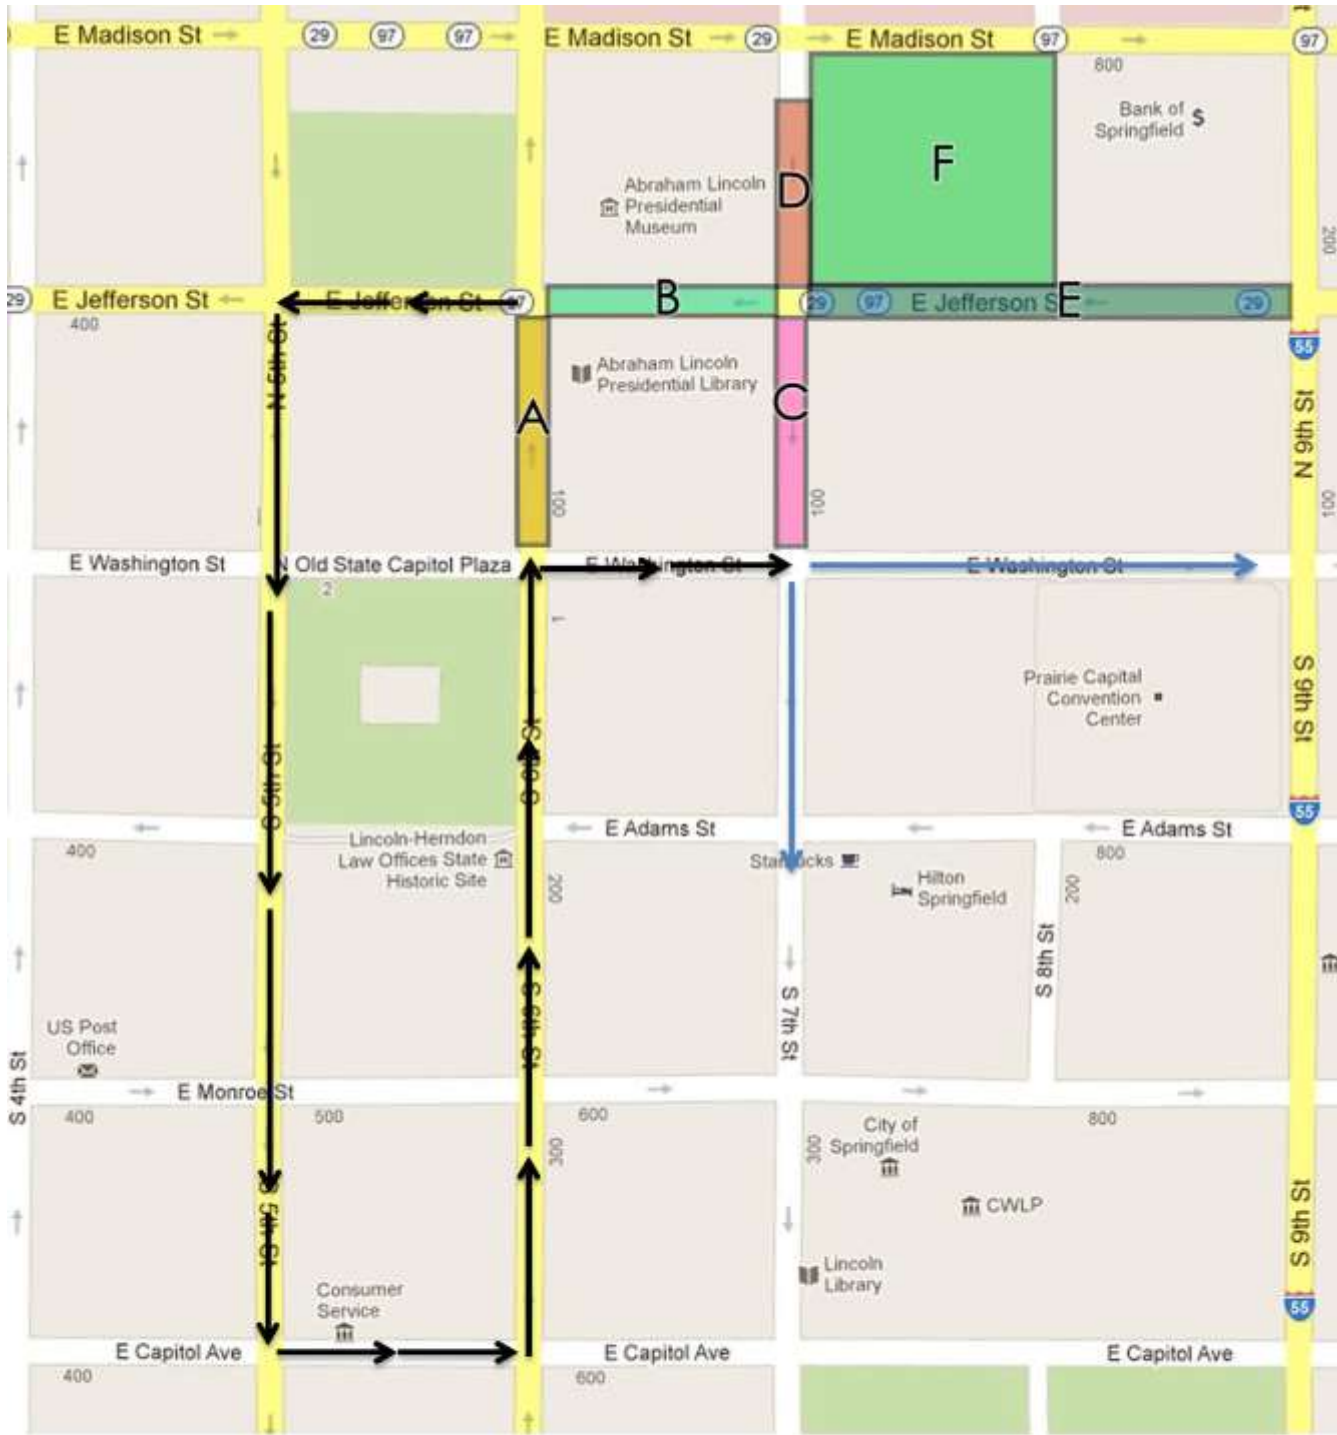 E Madison St
29
97
97
E Madison St
29
E Madison St
97
97
800
Bank of
Springfield
$
F
D
Abraham Lincoln
Presidential
Museum
200
29
E Jefferson St
E Jefferson St
97
B
29
97
E Jefferson St
E
29
400
55
N 5th St
Abraham Lincoln
Presidential Library
A
C
N 9th St
100
100
100
E Washington St
N Old State Capitol Plaza
E Washington St
E Washington St
2
1
S 9th St
Prairie Capital
Convention
Center
S 5th St
S 6th St
55
E Adams St
E Adams St
400
Lincoln-Herndon
Law Offices State
Historic Site
Starbucks
800
200
Hilton
Springfield
200
S 8th St
S 6th St
S 7th St
US Post
Office
S 4th St
E Monroe St
400
500
600
800
300
300
City of
Springfield
CWLP
S 5th St
S 9th St
Lincoln
Library
Consumer
Service
55
E Capitol Ave
E Capitol Ave
E Capitol Ave
400
600